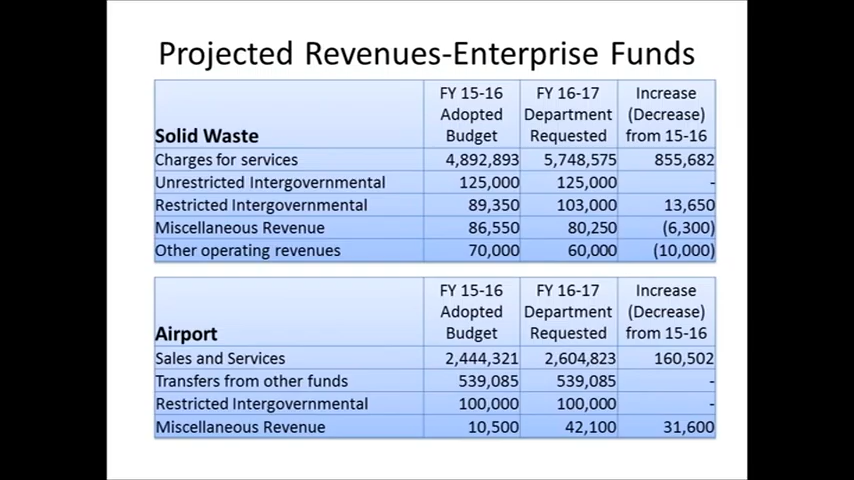 Projected Revenues-Enterprise Funds
Solid Waste FY 15-16 Adopted Budget FY 16-17 Department Requested Increase (Decrease) from 15-16
Charges for services 4,892,893 5,748,575 855,682
Unrestricted Intergovernmental 125,000 125,000 -
Restricted Intergovernmental 89,350 103,000 13,650
Miscellaneous Revenue 86,550 80,250 (6,300)
Other operating revenues 70,000 60,000 (10,000)
Airport FY 15-16 Adopted Budget FY 16-17 Department Requested Increase (Decrease) from 15-16
Sales and Services 2,444,321 2,604,823 160,502
Transfers from other funds 539,085 539,085 -
Restricted Intergovernmental 100,000 100,000 -
Miscellaneous Revenue 10,500 42,100 31,600